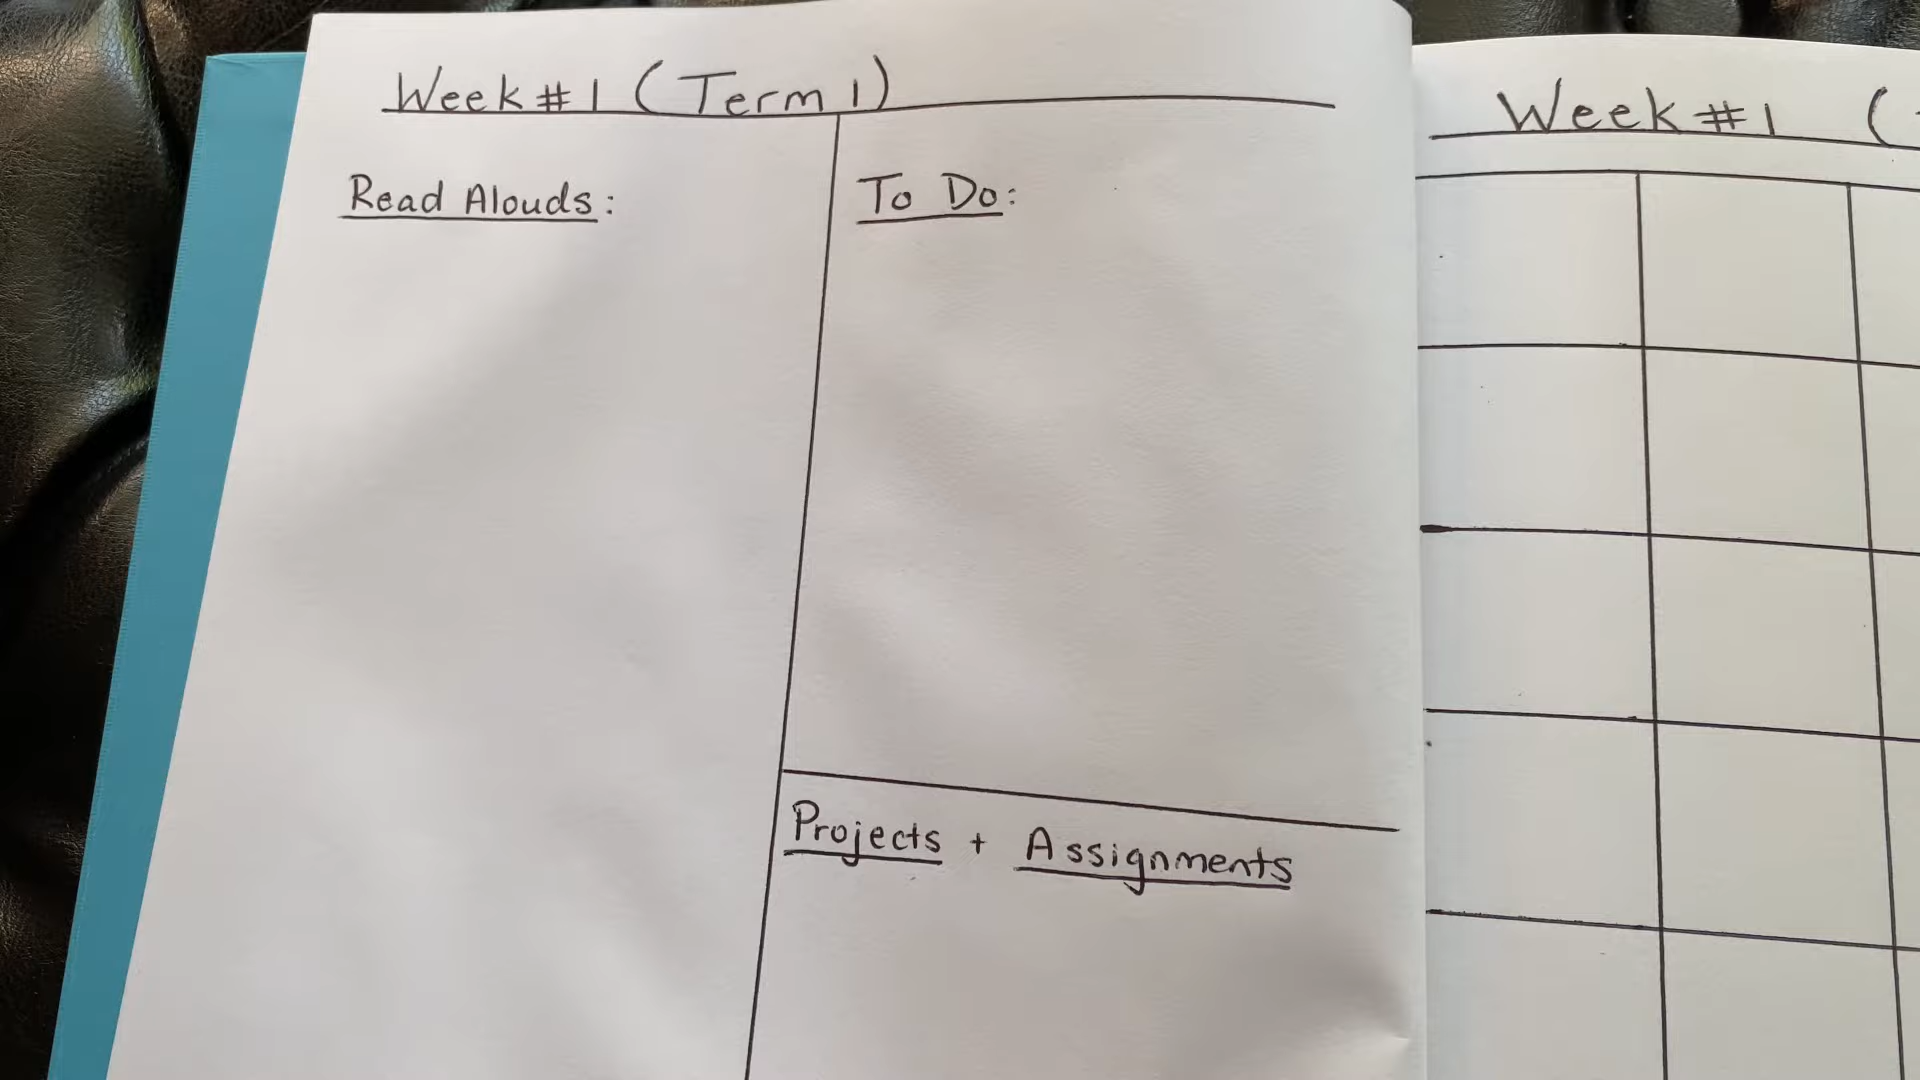 Week #1 (Term 1)
Read Alouds:
To Do:
Projects + Assignments
Week #1 (